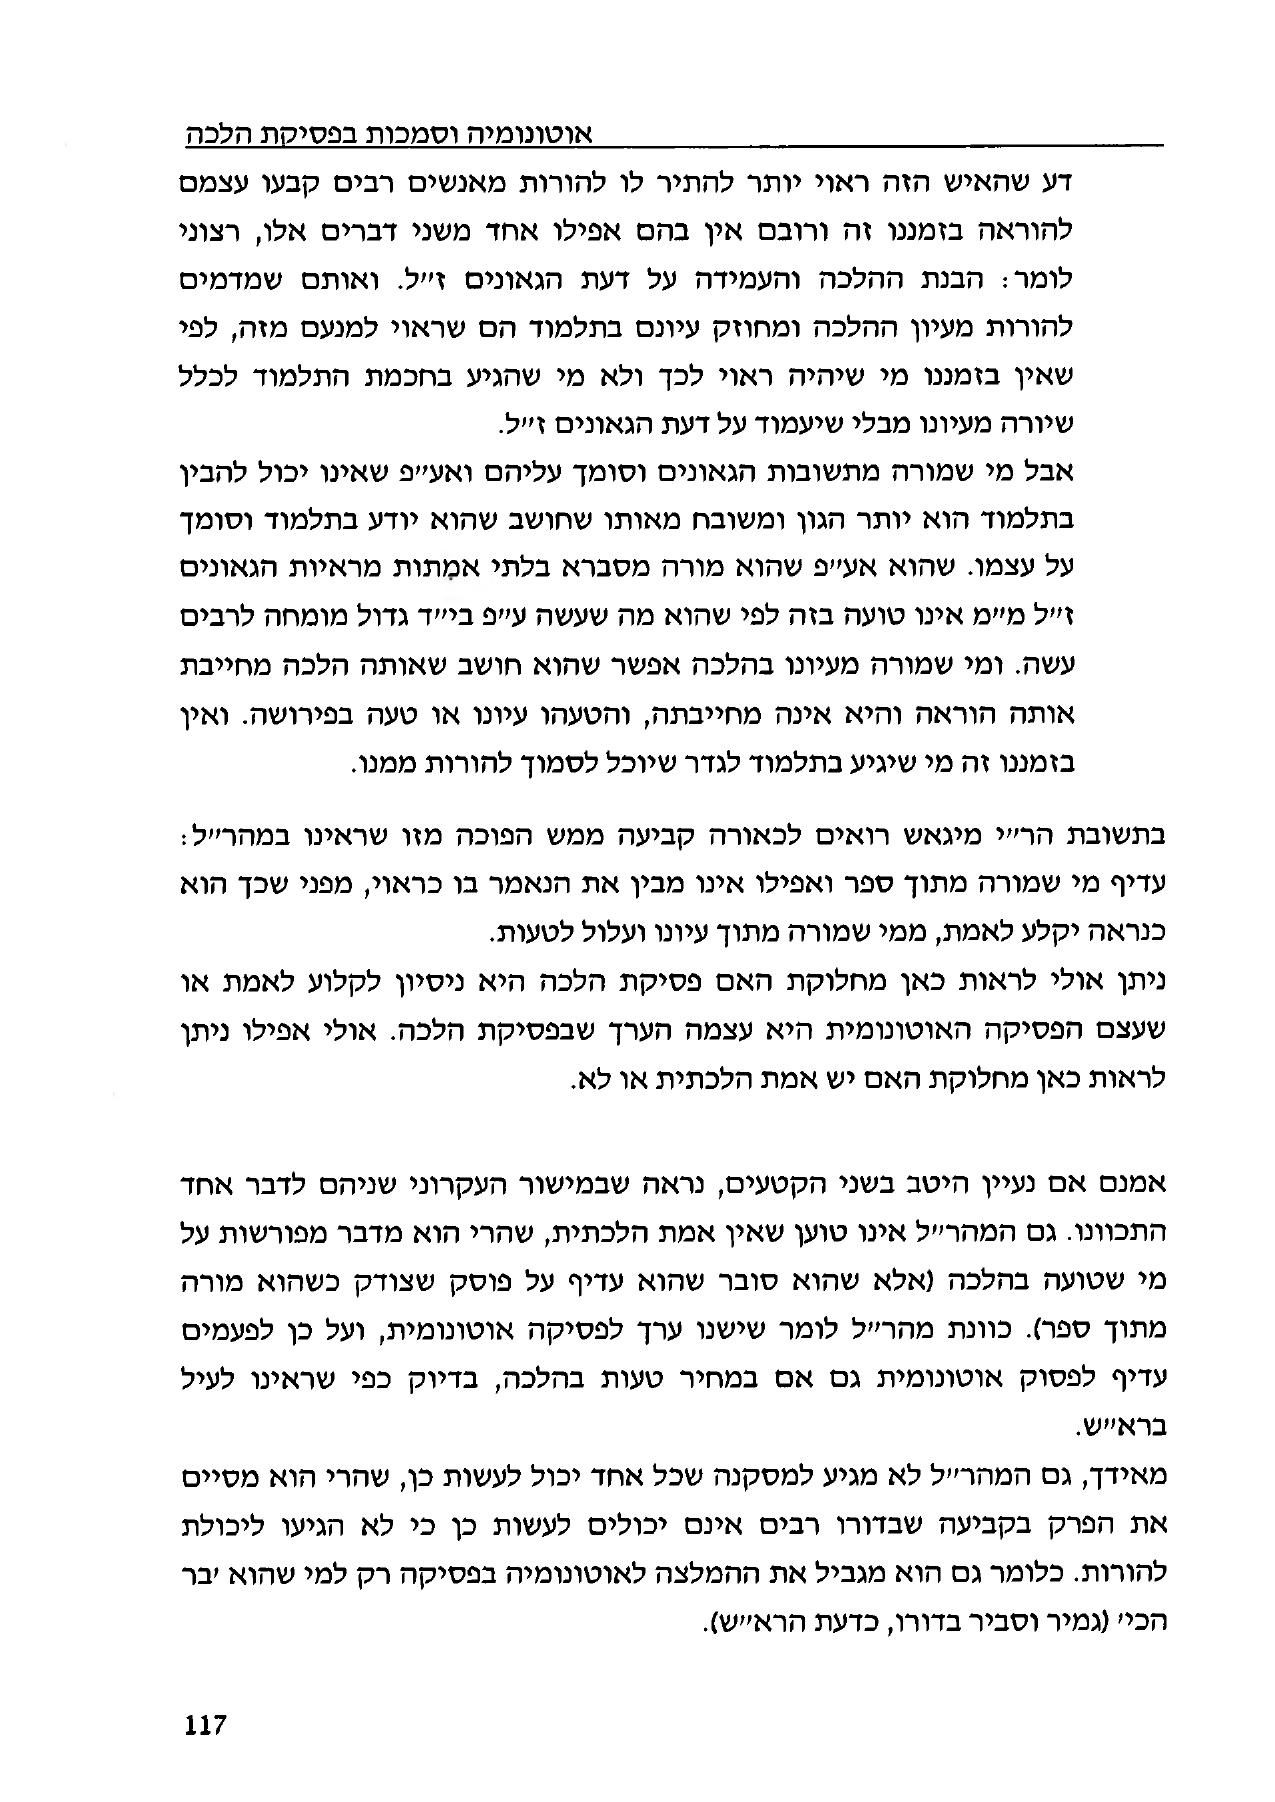 אוטונומיה וסמכות בפסיקת הלכה
דע שהאיש הזה ראוי יותר להתיר לו להורות מאנשים רבים קבעו עצמם
להוראה בזמננו זה ורובם אין בהם אפילו אחד משני דברים אלו, רצוני
לומר: הבנת ההלכה והעמידה על דעת הגאונים ז״ל. ואותם שמדמים
להורות מעיון ההלכה ומחוזק עיונם בתלמוד הם שראוי למנעם מזה, לפי
שאין בזמננו מי שיהיה ראוי לכך ולא מי שהגיע בחכמת התלמוד לכלל
שיורה מעיונו מבלי שיעמוד על דעת הגאונים ז״ל.
אבל מי שמורה מתשובות הגאונים וסומך עליהם ואע״פ שאינו יכול להבין
בתלמוד הוא יותר הגון ומשובח מאותו שחושב שהוא יודע בתלמוד וסומך
על עצמו. שהוא אע״פ שהוא מורה מסברא בלתי אמתות מראיות הגאונים
ז״ל מ״מ אינו טועה בזה לפי שהוא מה שעשה ע״פ בי״ד גדול מומחה לרבים
עשה. ומי שמורה מעיונו בהלכה אפשר שהוא חושב שאותה הלכה מחייבת
אותה הוראה והיא אינה מחייבתה, והטעהו עיונו או טעה בפירושה. ואין
בזמננו זה מי שיגיע בתלמוד לגדר שיוכל לסמוך להורות ממנו.
בתשובת הר״י מיגאש רואים לכאורה קביעה ממש הפוכה מזו שראינו במהר״ל:
עדיף מי שמורה מתוך ספר ואפילו אינו מבין את הנאמר בו כראוי, מפני שכך הוא
כנראה יקלע לאמת, ממי שמורה מתוך עיונו ועלול לטעות.
ניתן אולי לראות כאן מחלוקת האם פסיקת הלכה היא ניסיון לקלוע לאמת או
שעצם הפסיקה האוטונומית היא עצמה הערך שבפסיקת הלכה. אולי אפילו ניתן
לראות כאן מחלוקת האם יש אמת הלכתית או לא.
אמנם אם נעיין היטב בשני הקטעים, נראה שבמישור העקרוני שניהם לדבר אחד
התכוונו. גם המהר״ל אינו טוען שאין אמת הלכתית, שהרי הוא מדבר מפורשות על
מי שטועה בהלכה (אלא שהוא סובר שהוא עדיף על פוסק שצודק כשהוא מורה
מתוך ספר). כוונת מהר״ל לומר שישנו ערך לפסיקה אוטונומית, ועל כן לפעמים
עדיף לפסוק אוטונומית גם אם במחיר טעות בהלכה, בדיוק כפי שראינו לעיל
ברא״ש.
מאידך, גם המהר״ל לא מגיע למסקנה שכל אחד יכול לעשות כן, שהרי הוא מסיים
את הפרק בקביעה שבדורו רבים אינם יכולים לעשות כן כי לא הגיעו ליכולת
להורות. כלומר גם הוא מגביל את ההמלצה לאוטונומיה בפסיקה רק למי שהוא ׳בר
הכי׳ (גמיר וסביר בדורו, כדעת הרא״ש).
117